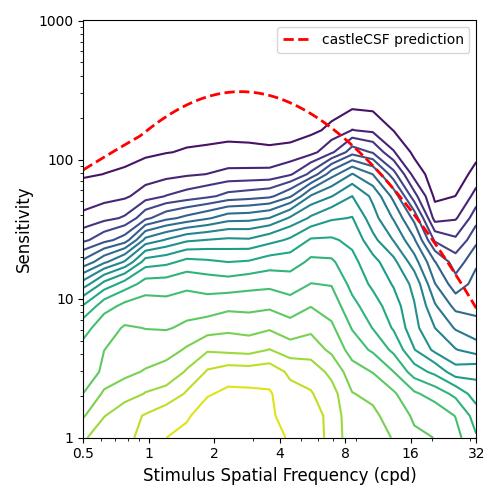 1000
castleCSF prediction
100
10
1
Sensitivity
0.5 1 2 4 8 16 32
Stimulus Spatial Frequency (cpd)